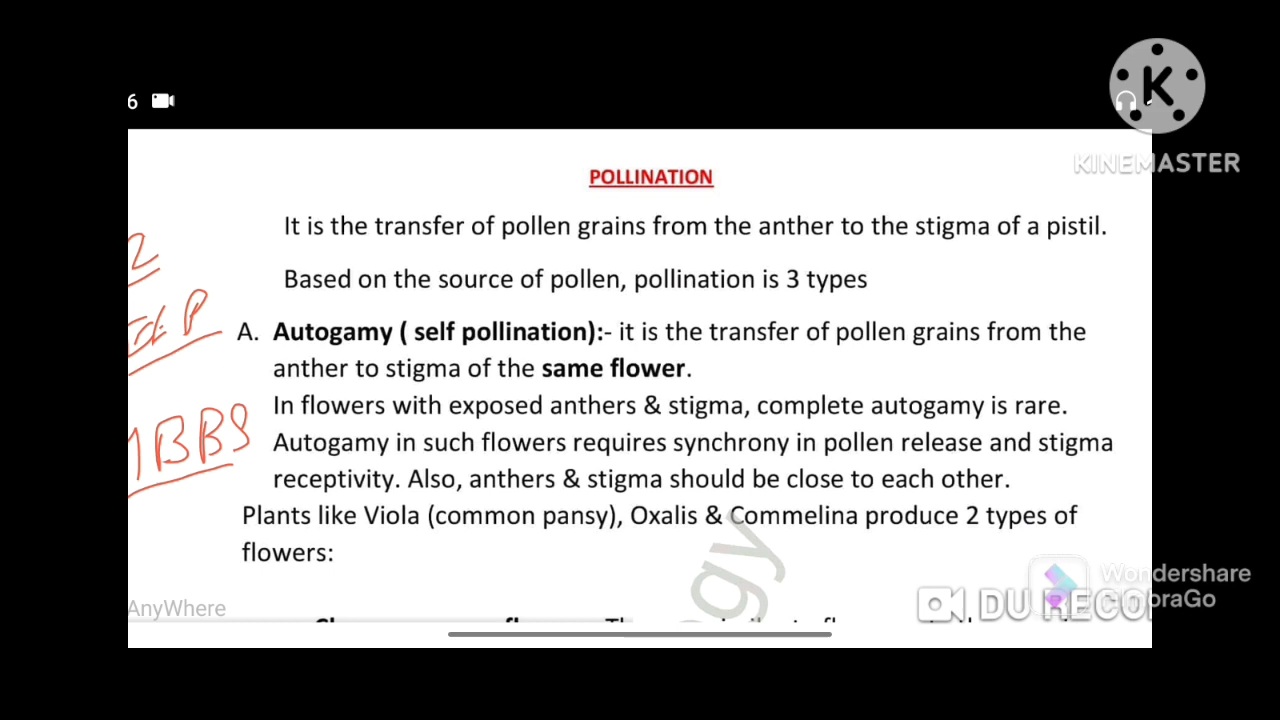 6
KINEMASTER
POLLINATION
It is the transfer of pollen grains from the anther to the stigma of a pistil.
Based on the source of pollen, pollination is 3 types
2
A. Autogamy ( self pollination):- it is the transfer of pollen grains from the
anther to stigma of the same flower.
In flowers with exposed anthers & stigma, complete autogamy is rare.
BBS
Autogamy in such flowers requires synchrony in pollen release and stigma
receptivity. Also, anthers & stigma should be close to each other.
Plants like Viola (common pansy), Oxalis & Commelina produce 2 types of
flowers:
gy
Wondershare
AnyWhere
DU